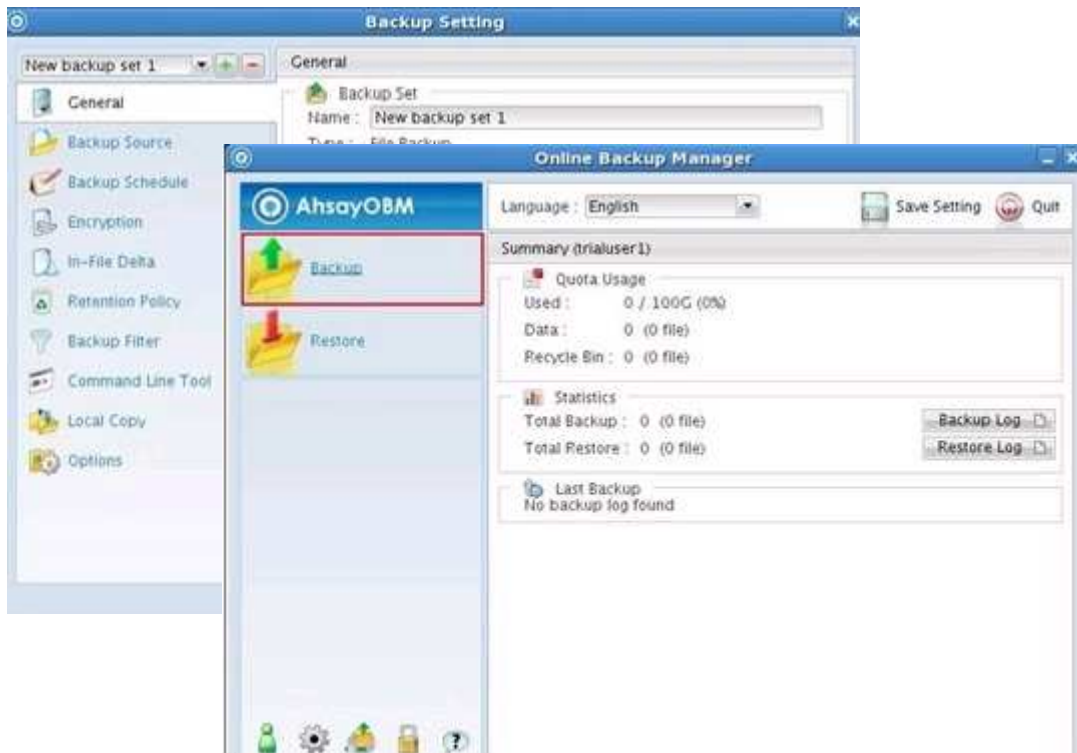 Backup Setting
New backup set 1
General
Backup Source
Backup Schedule
Encryption
In-File Delta
Retention Policy
Backup Filter
Command Line Tool
Local Copy
Options
General
Backup Set
Name : New backup set 1
Type : File Backup
Online Backup Manager
AhsayOBM
Backup
Restore
Language : English
Save Setting
Quit
Summary (trialuser1)
Quota Usage
Used : 0 / 100G (0%)
Data : 0 (0 file)
Recycle Bin : 0 (0 file)
Statistics
Total Backup : 0 (0 file)
Backup Log
Total Restore : 0 (0 file)
Restore Log
Last Backup
No backup log found